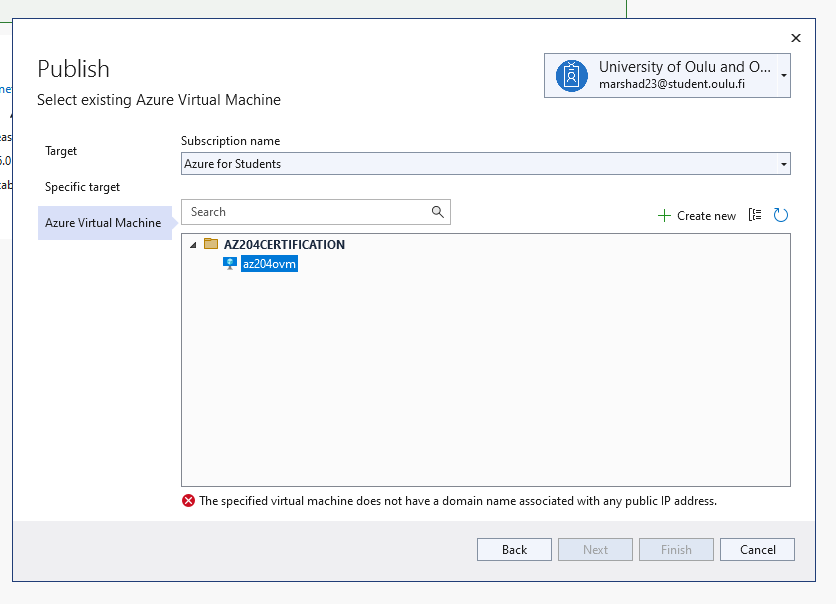 Publish
Select existing Azure Virtual Machine
University of Oulu and O...
marshad23@student.oulu.fi
Target
Specific target
Azure Virtual Machine
Subscription name
Azure for Students
Search
Create new
AZ204CERTIFICATION
az204ovm
The specified virtual machine does not have a domain name associated with any public IP address.
Back
Next
Finish
Cancel